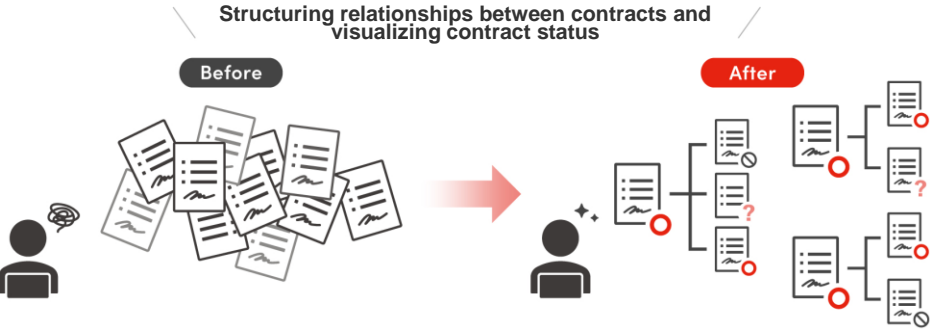 Structuring relationships between contracts and
visualizing contract status
Before
After
?
?